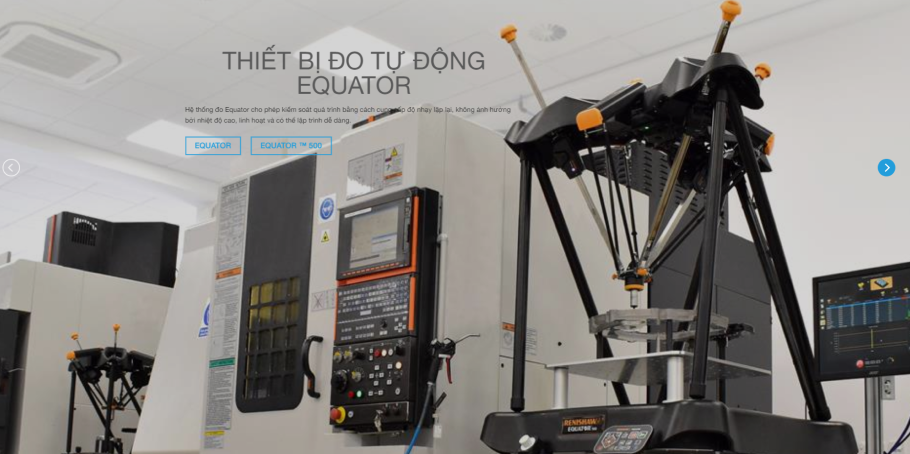 THIẾT BỊ ĐO TỰ ĐỘNG
EQUATOR
Hệ thống đo Equator cho phép kiểm soát quá trình bằng cách cung cấp độ nhạy lặp lại, không ảnh hưởng
bởi nhiệt độ cao, linh hoạt và có thể lập trình dễ dàng.
EQUATOR
EQUATOR ™ 500
RENISHAW
EQUATOR